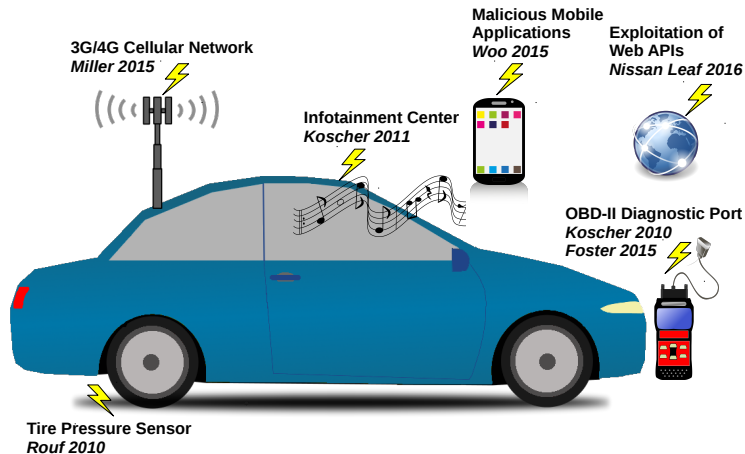 3G/4G Cellular Network
Miller 2015
Infotainment Center
Koscher 2011
Malicious Mobile
Applications
Woo 2015
Exploitation of
Web APIs
Nissan Leaf 2016
OBD-II Diagnostic Port
Koscher 2010
Foster 2015
Tire Pressure Sensor
Rouf 2010